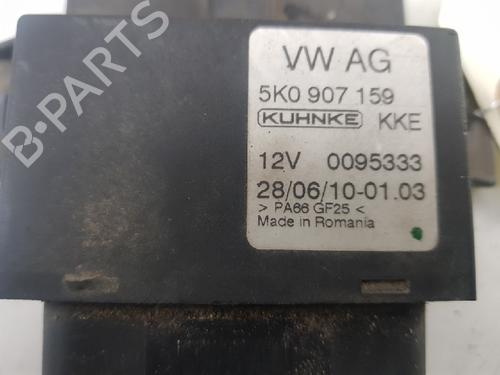 B-PARTS
VW AG
5K0 907 159
KUHNKE KKE
12V 0095333
28/06/10-01.03
> PA66 GF25 <
Made in Romania